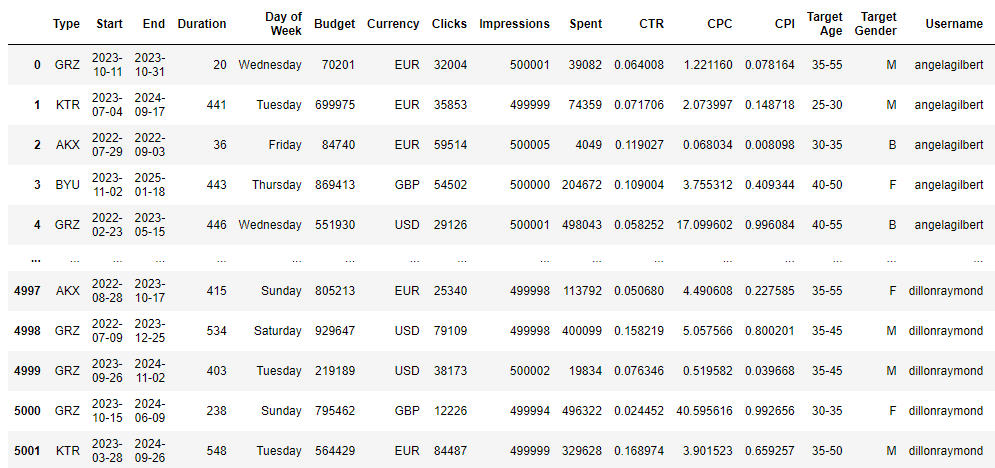 Type Start End Duration Day of Week Budget Currency Clicks Impressions Spent CTR CPC CPI Target Age Target Gender Username
0 GRZ 2023-10-11 2023-10-31 20 Wednesday 70201 EUR 32004 500001 39082 0.064008 1.221160 0.078164 35-55 M angelagilbert
1 KTR 2023-07-04 2024-09-17 441 Tuesday 699975 EUR 35853 499999 74359 0.071706 2.073997 0.148718 25-30 M angelagilbert
2 AKX 2022-07-29 2022-09-03 36 Friday 84740 EUR 59514 500005 4049 0.119027 0.068034 0.008098 30-35 B angelagilbert
3 BYU 2023-11-02 2025-01-18 443 Thursday 869413 GBP 54502 500000 204672 0.109004 3.755312 0.409344 40-50 F angelagilbert
4 GRZ 2022-02-23 2023-05-15 446 Wednesday 551930 USD 29126 500001 498043 0.058252 17.099602 0.996084 40-55 B angelagilbert
... ... ... ... ... ... ... ... ... ... ... ... ... ... ... ... ...
4997 AKX 2022-08-28 2023-10-17 415 Sunday 805213 EUR 25340 499998 113792 0.050680 4.490608 0.227585 35-55 F dillonraymond
4998 GRZ 2022-07-09 2023-12-25 534 Saturday 929647 USD 79109 499998 400099 0.158219 5.057566 0.800201 35-45 M dillonraymond
4999 GRZ 2023-09-26 2024-11-02 403 Tuesday 219189 USD 38173 500002 19834 0.076346 0.519582 0.039668 35-45 M dillonraymond
5000 GRZ 2023-10-15 2024-06-09 238 Sunday 795462 GBP 12226 499994 496322 0.024452 40.595616 0.992656 30-35 F dillonraymond
5001 KTR 2023-03-28 2024-09-26 548 Tuesday 564429 EUR 84487 499999 329628 0.168974 3.901523 0.659257 35-50 M dillonraymond